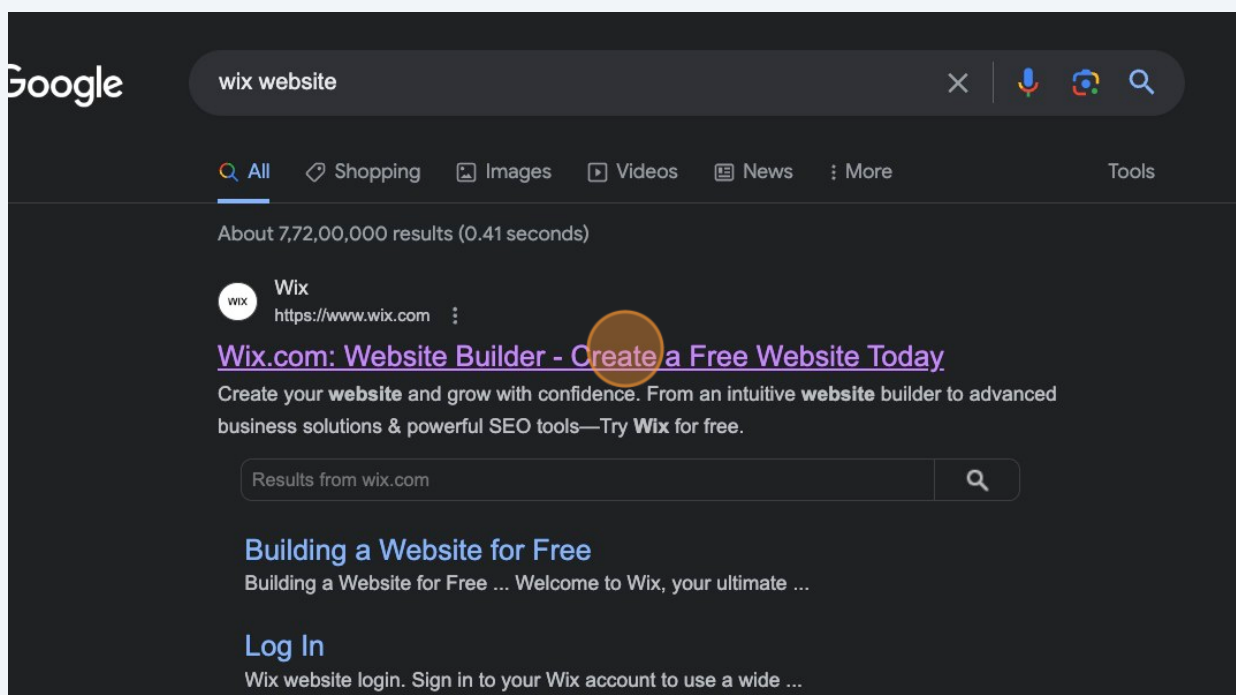 Google
wix website
All Shopping Images Videos News More Tools
About 7,72,00,000 results (0.41 seconds)
WIX
Wix
https://www.wix.com
Wix.com: Website Builder - Create a Free Website Today
Create your website and grow with confidence. From an intuitive website builder to advanced
business solutions & powerful SEO tools—Try Wix for free.
Results from wix.com
Building a Website for Free
Building a Website for Free ... Welcome to Wix, your ultimate ...
Log In
Wix website login. Sign in to your Wix account to use a wide ...